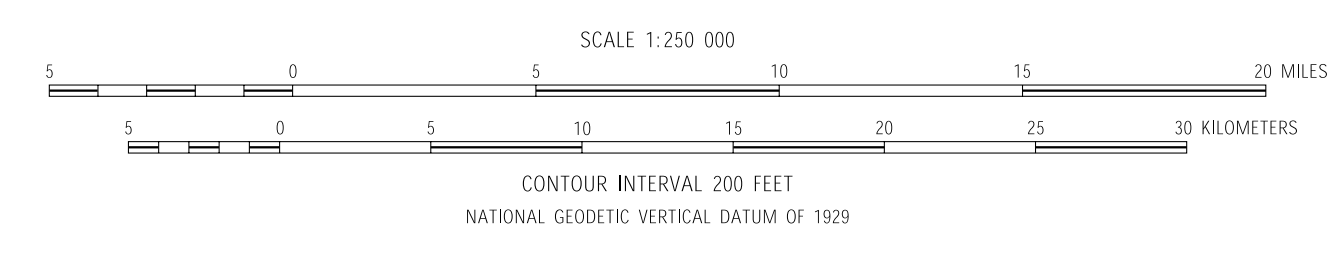 SCALE 1:250 000
5 0 5 10 15 20 MILES
5 0 5 10 15 20 25 30 KILOMETERS
CONTOUR INTERVAL 200 FEET
NATIONAL GEODETIC VERTICAL DATUM OF 1929